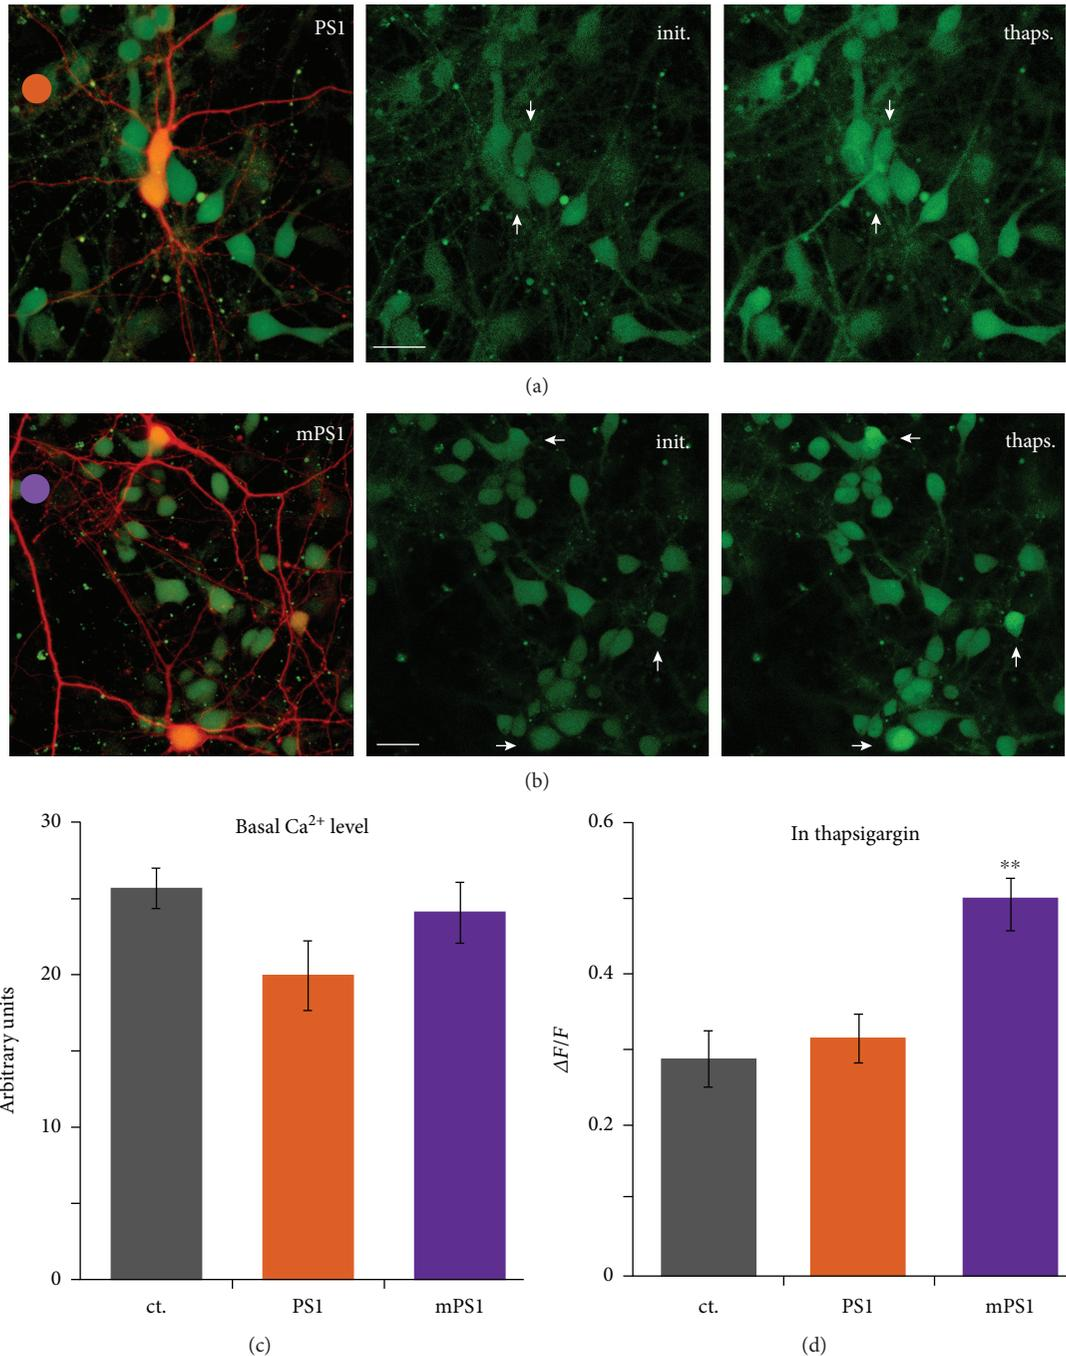 PS1
init.
thaps.
(a)
mPS1
init.
thaps.
(b)
Basal Ca²⁺ level
30
20
10
0
Arbitrary units
ct.
PS1
mPS1
(c)
In thapsigargin
**
0.6
0.4
0.2
0
ΔF/F
ct.
PS1
mPS1
(d)